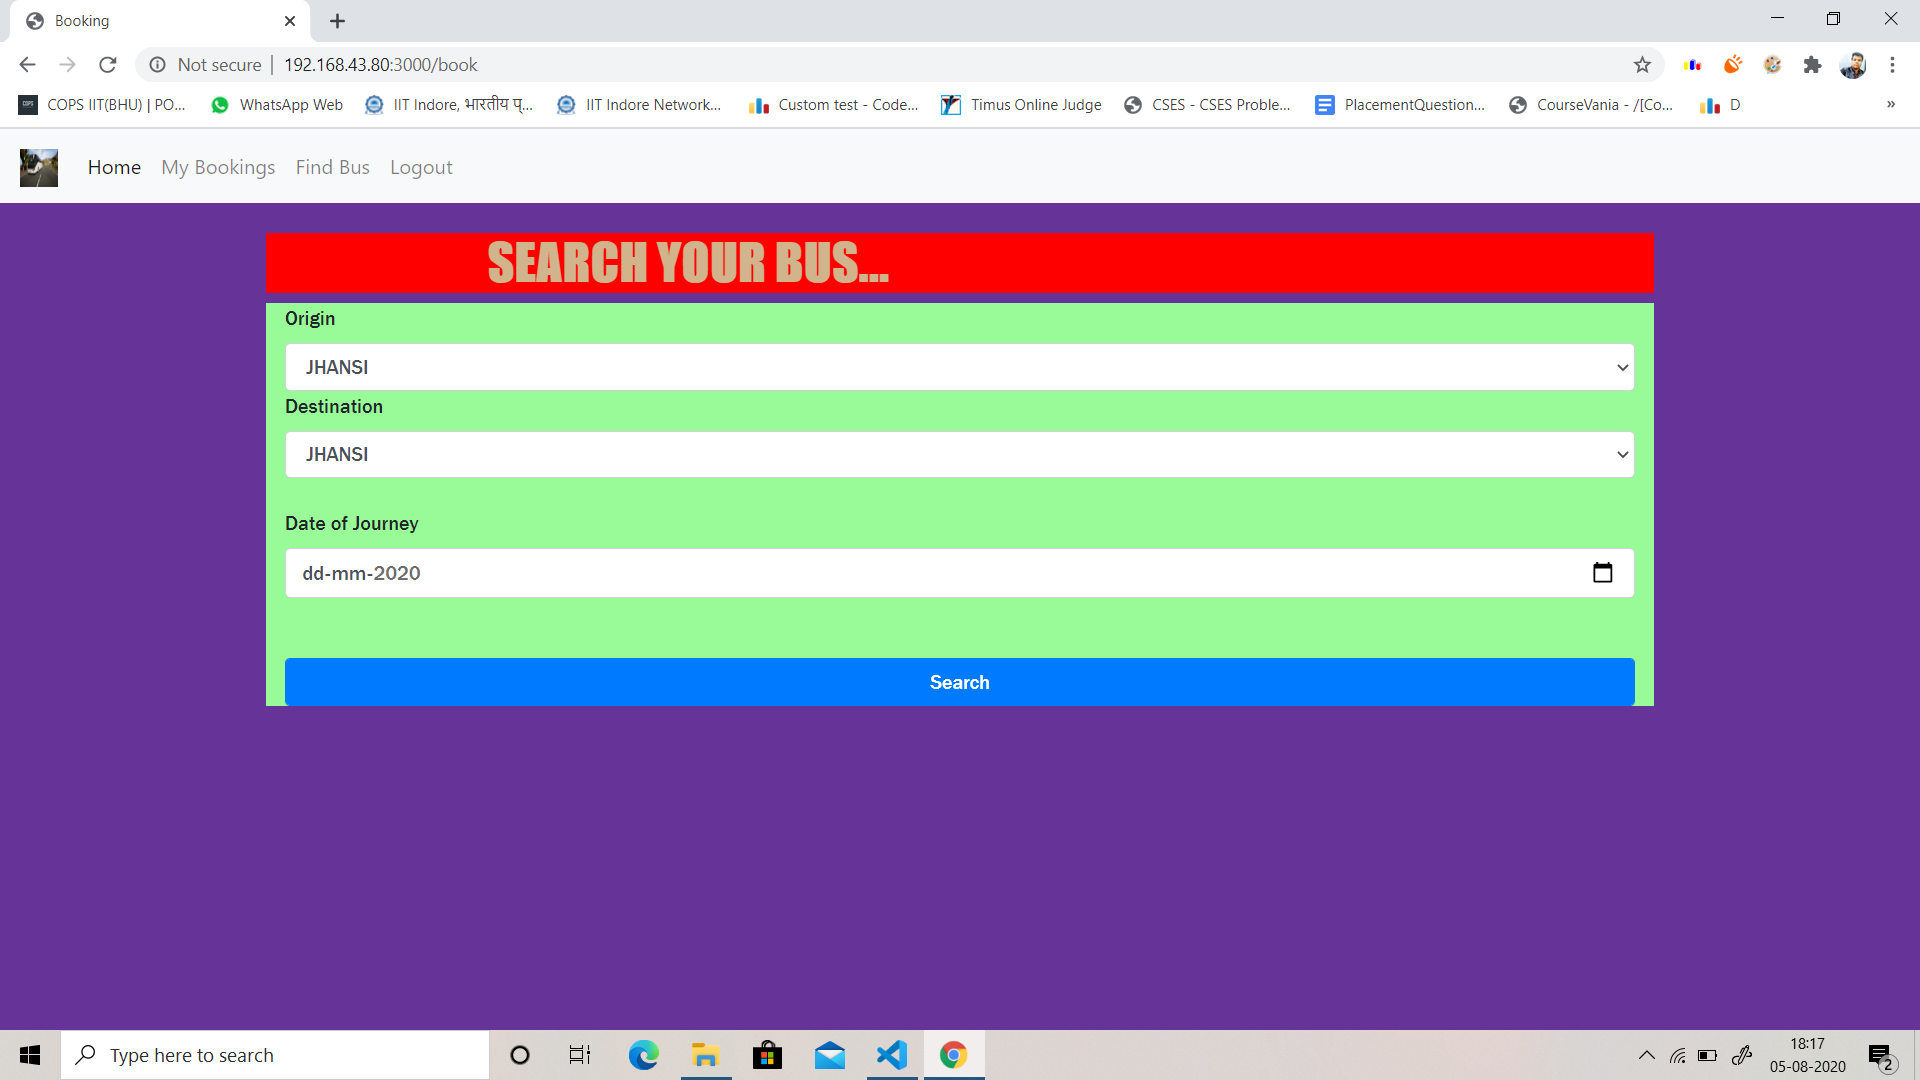 Booking
Not secure | 192.168.43.80:3000/book
COPS IIT(BHU) | PO... WhatsApp Web IIT Indore, भारतीय प्... IIT Indore Network... Custom test - Code... Timus Online Judge CSES - CSES Proble... PlacementQuestion... CourseVania - /[Co... D »
Home My Bookings Find Bus Logout
SEARCH YOUR BUS...
Origin
JHANSI
Destination
JHANSI
Date of Journey
dd-mm-2020
Search
Type here to search
18:17
05-08-2020
2